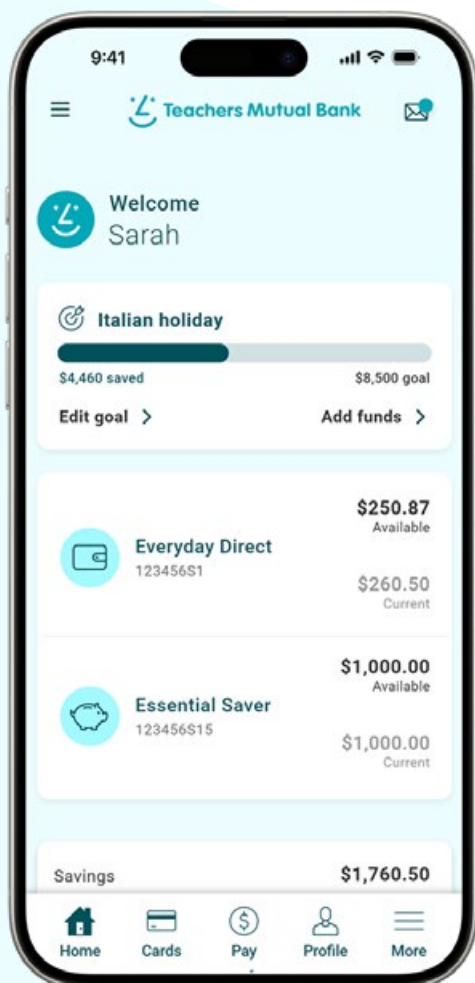 9:41
Teachers Mutual Bank
Welcome
Sarah
Italian holiday
$4,460 saved $8,500 goal
Edit goal > Add funds >
$250.87
Available
Everyday Direct
123456S1
$260.50
Current
$1,000.00
Available
Essential Saver
123456S15
$1,000.00
Current
Savings $1,760.50
Home Cards Pay Profile More